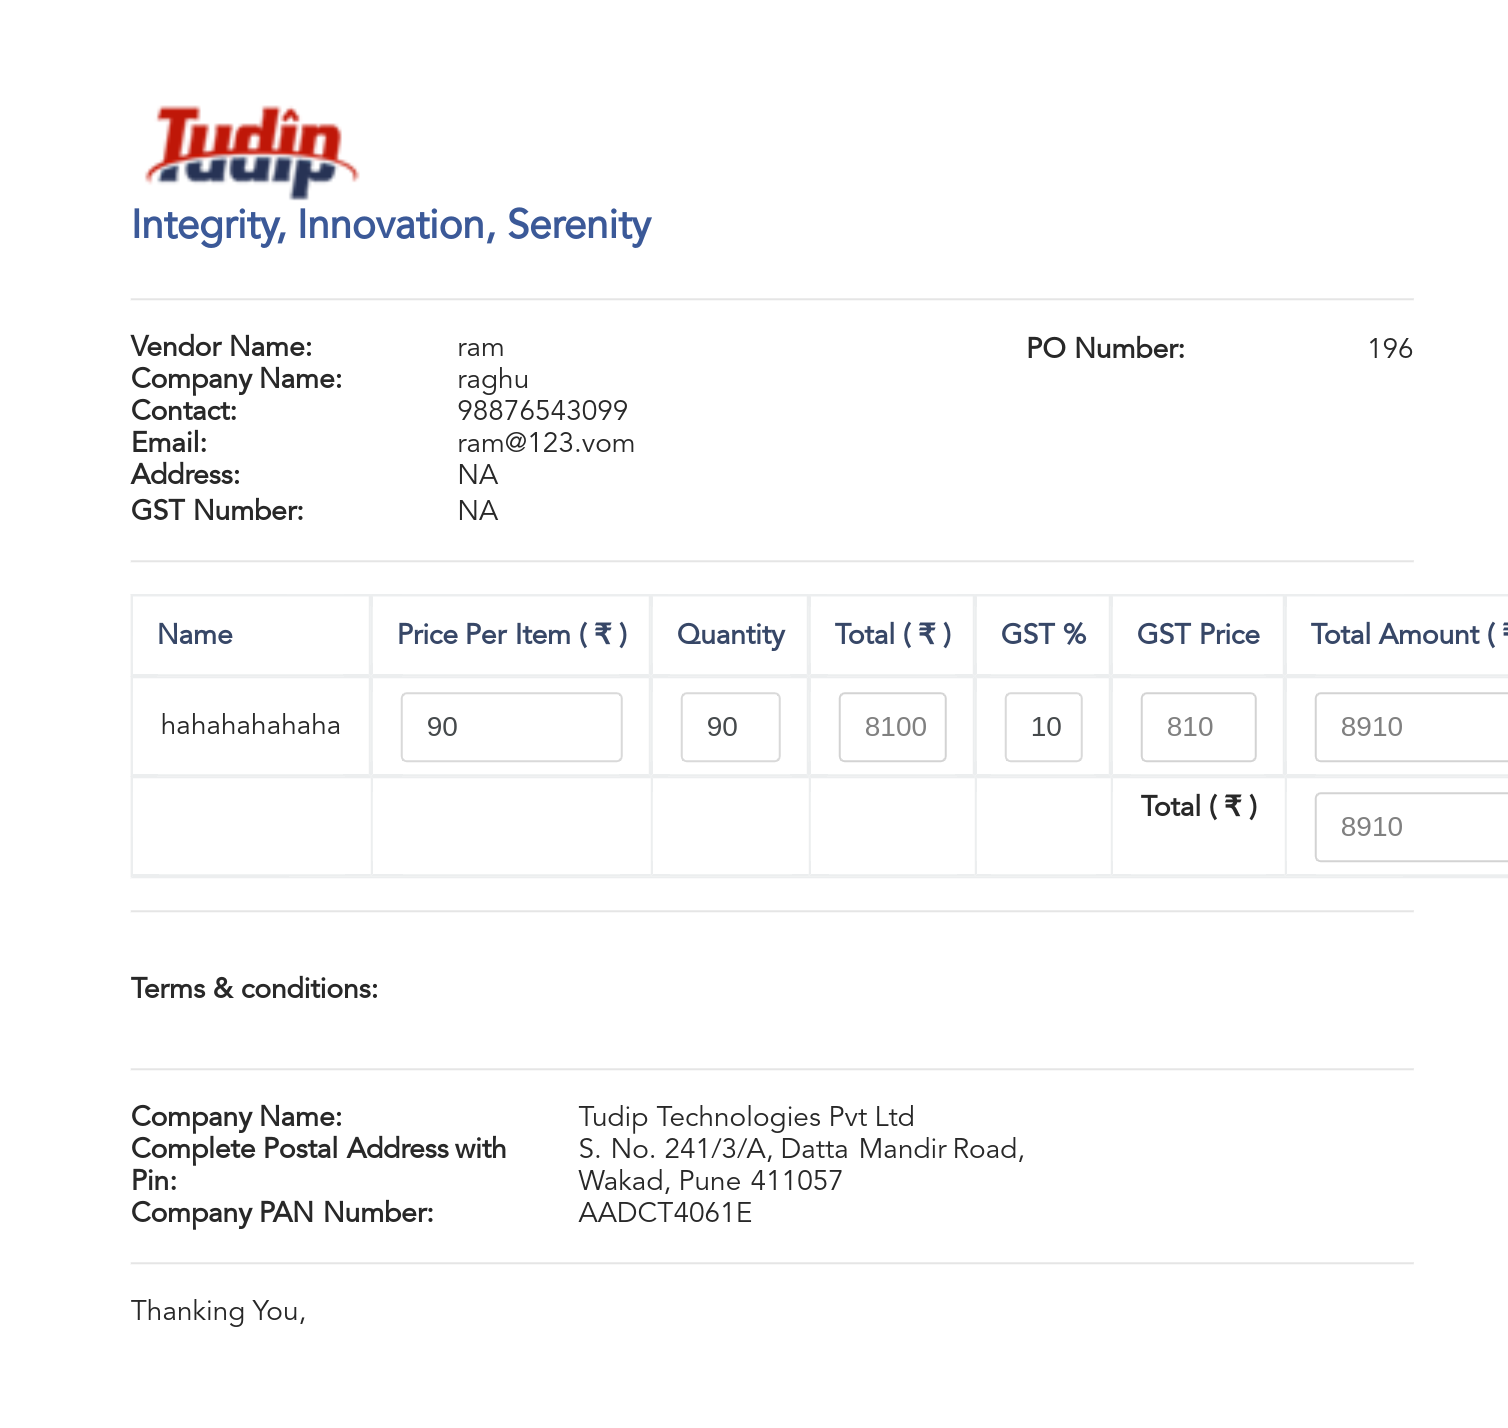 Tudip
Integrity, Innovation, Serenity
Vendor Name: ram PO Number: 196
Company Name: raghu
Contact: 98876543099
Email: ram@123.vom
Address: NA
GST Number: NA
Name Price Per Item ( ₹ ) Quantity Total ( ₹ ) GST % GST Price Total Amount ( ₹
hahahahahaha 90 90 8100 10 810 8910
Total ( ₹ ) 8910
Terms & conditions:
Company Name: Tudip Technologies Pvt Ltd
Complete Postal Address with S. No. 241/3/A, Datta Mandir Road,
Pin: Wakad, Pune 411057
Company PAN Number: AADCT4061E
Thanking You,